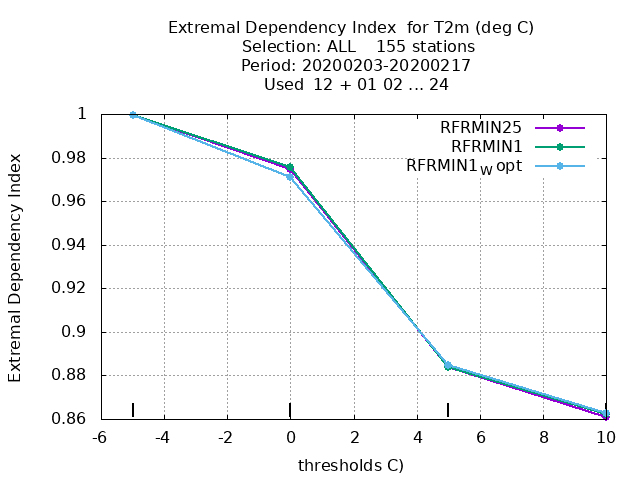 Extremal Dependency Index  for T2m (deg C)
Selection: ALL    155 stations
Period: 20200203-20200217
Used  12 + 01 02 ... 24
RFRMIN25
RFRMIN1
RFRMIN1w opt
Extremal Dependency Index
1
0.98
0.96
0.94
0.92
0.9
0.88
0.86
-6 -4 -2 0 2 4 6 8 10
thresholds C)